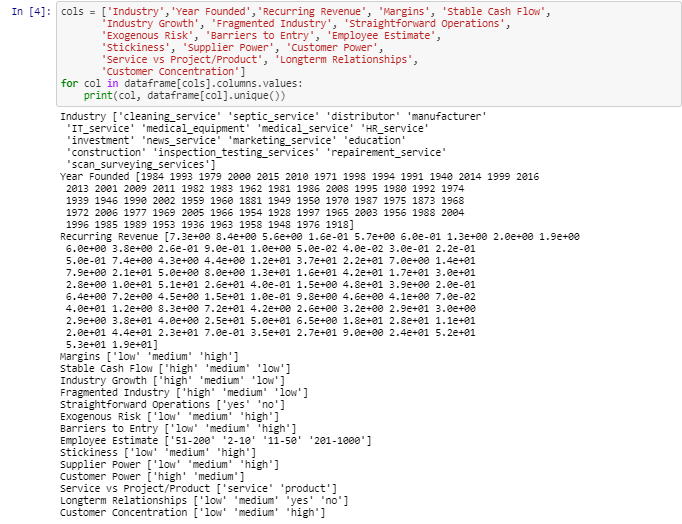 In [4]: cols = ['Industry','Year Founded','Recurring Revenue', 'Margins', 'Stable Cash Flow',
'Industry Growth', 'Fragmented Industry', 'Straightforward Operations',
'Exogenous Risk', 'Barriers to Entry', 'Employee Estimate',
'Stickiness', 'Supplier Power', 'Customer Power',
'Service vs Project/Product', 'Longterm Relationships',
'Customer Concentration']
for col in dataframe[cols].columns.values:
print(col, dataframe[col].unique())
Industry ['cleaning_service' 'septic_service' 'distributor' 'manufacturer'
'IT_service' 'medical_equipment' 'medical_service' 'HR_service'
'investment' 'news_service' 'marketing_service' 'education'
'construction' 'inspection_testing_services' 'repairement_service'
'scan_surveying_services']
Year Founded [1984 1993 1979 2000 2015 2010 1971 1998 1994 1991 1940 2014 1999 2016
2013 2001 2009 2011 1982 1983 1962 1981 1986 2008 1995 1980 1992 1974
1939 1946 1990 2002 1959 1960 1881 1949 1950 1970 1987 1975 1873 1968
1972 2006 1977 1969 2005 1966 1954 1928 1997 1965 2003 1956 1988 2004
1996 1985 1989 1953 1936 1963 1958 1948 1976 1918]
Recurring Revenue [7.3e+00 8.4e+00 5.6e+00 1.6e-01 5.7e+00 6.0e-01 1.3e+00 2.0e+00 1.9e+00
6.0e+00 3.8e+00 2.6e-01 9.0e-01 1.0e+00 5.0e-02 4.0e-02 3.0e-01 2.2e-01
5.0e-01 7.4e+00 4.3e+00 4.4e+00 1.2e+01 3.7e+01 2.2e+01 7.0e+00 1.4e+01
7.9e+00 2.1e+01 5.0e+00 8.0e+00 1.3e+01 1.6e+01 4.2e+01 1.7e+01 3.0e+01
2.8e+00 1.0e+01 5.1e+01 2.6e+01 4.0e-01 1.5e+00 4.8e+01 3.9e+00 2.0e-01
6.4e+00 7.2e+00 4.5e+00 1.5e+01 1.0e-01 9.8e+00 4.6e+00 4.1e+00 7.0e-02
4.0e+01 1.2e+00 8.3e+00 7.2e+01 4.2e+00 2.6e+00 3.2e+00 2.9e+01 3.0e+00
2.9e+00 3.8e+01 4.0e+00 2.5e+01 5.0e+01 6.5e+00 1.8e+01 2.8e+01 1.1e+01
2.0e+01 4.4e+01 2.3e+01 7.0e-01 3.5e+01 2.7e+01 9.0e+00 2.4e+01 5.2e+01
5.3e+01 1.9e+01]
Margins ['low' 'medium' 'high']
Stable Cash Flow ['high' 'medium' 'low']
Industry Growth ['high' 'medium' 'low']
Fragmented Industry ['high' 'medium' 'low']
Straightforward Operations ['yes' 'no']
Exogenous Risk ['low' 'medium' 'high']
Barriers to Entry ['low' 'medium' 'high']
Employee Estimate ['51-200' '2-10' '11-50' '201-1000']
Stickiness ['low' 'medium' 'high']
Supplier Power ['low' 'medium' 'high']
Customer Power ['high' 'medium']
Service vs Project/Product ['service' 'product']
Longterm Relationships ['low' 'medium' 'yes' 'no']
Customer Concentration ['low' 'medium' 'high']